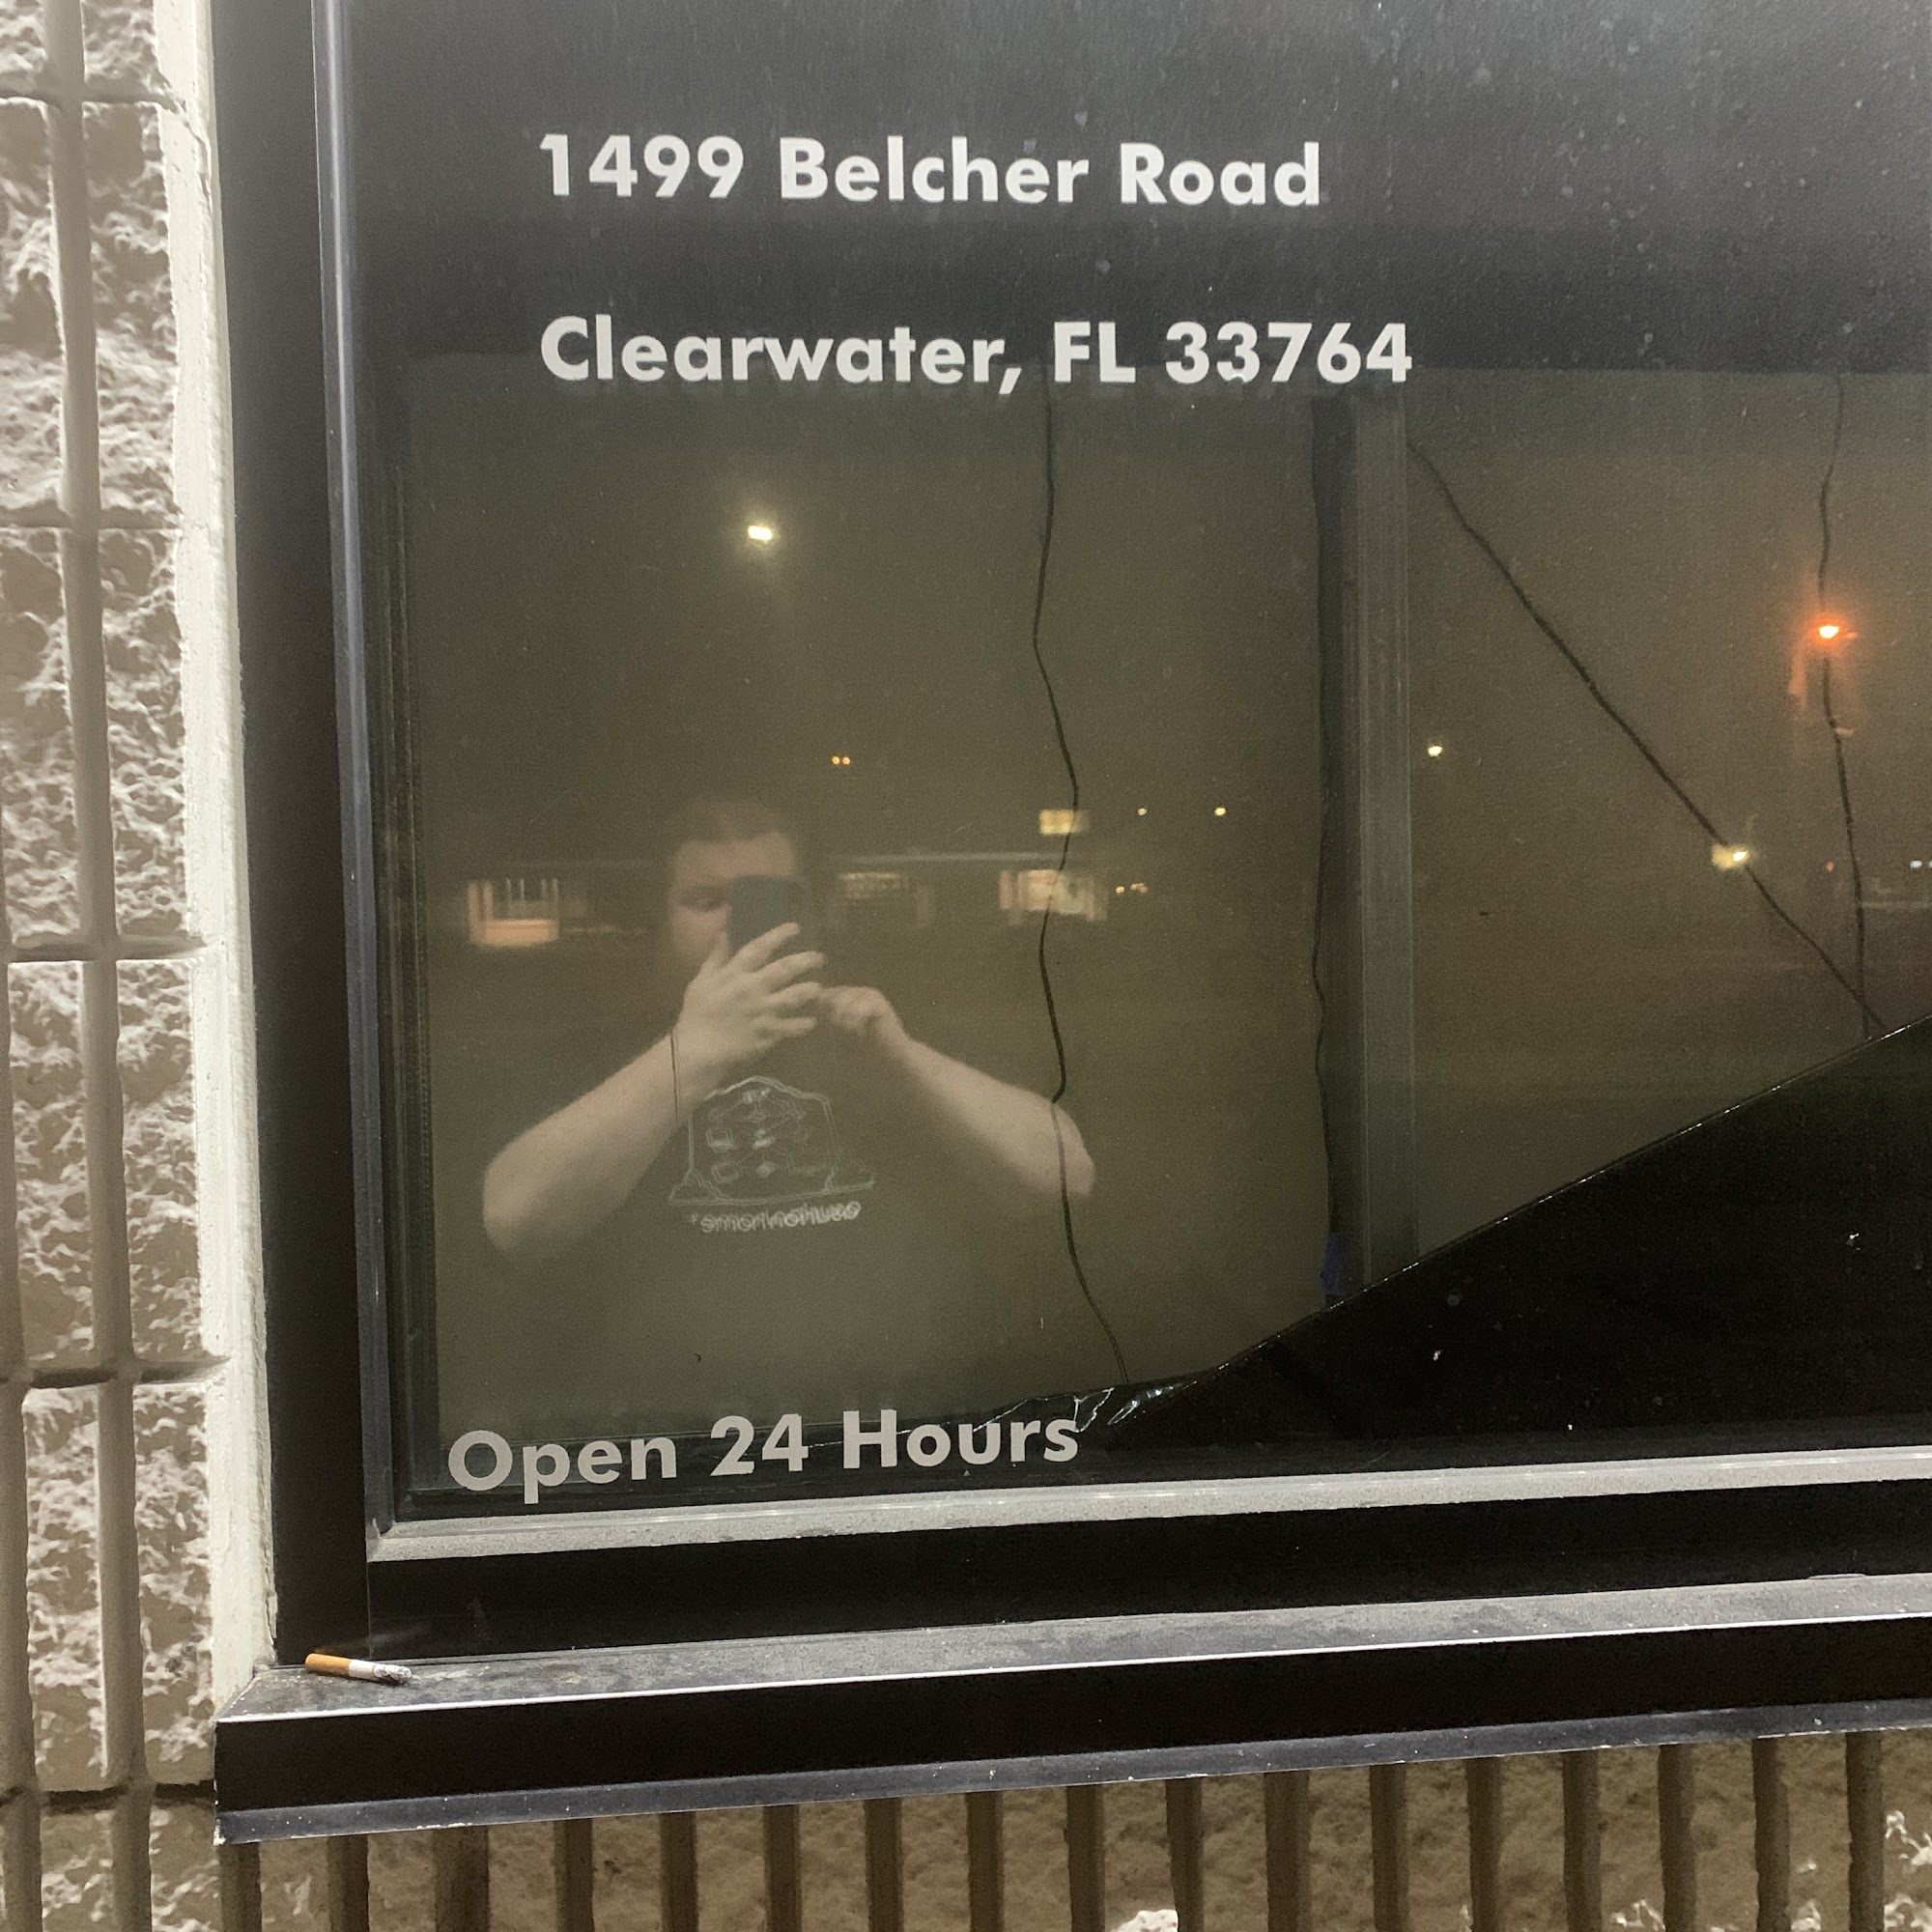 1499 Belcher Road
Clearwater, FL 33764
Open 24 Hours